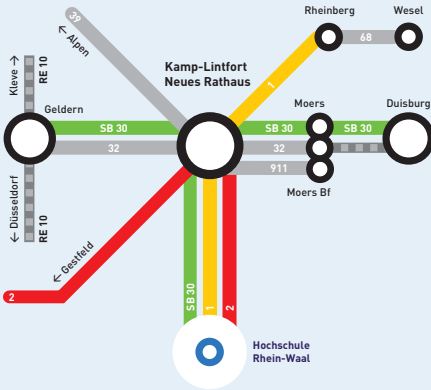 39
← Alpen
Rheinberg
Wesel
68
Kamp-Lintfort
Neues Rathaus
1
Kleve →
RE 10
Geldern
Moers
Duisburg
SB 30
SB 30
SB 30
32
32
911
Moers Bf
← Düsseldorf
RE 10
← Gestfeld
2
SB 30
1
2
Hochschule
Rhein-Waal